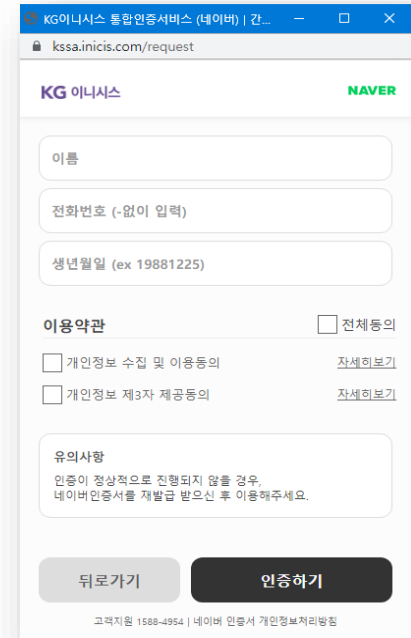 KG이니시스 통합인증서비스 (네이버) | 간...
kssa.inicis.com/request
KG 이니시스
NAVER
이름
전화번호 (-없이 입력)
생년월일 (ex 19881225)
이용약관
전체동의
개인정보 수집 및 이용동의
자세히보기
개인정보 제3자 제공동의
자세히보기
유의사항
인증이 정상적으로 진행되지 않을 경우,
네이버인증서를 재발급 받으신 후 이용해주세요.
뒤로가기
인증하기
고객지원 1588-4954 | 네이버 인증서 개인정보처리방침